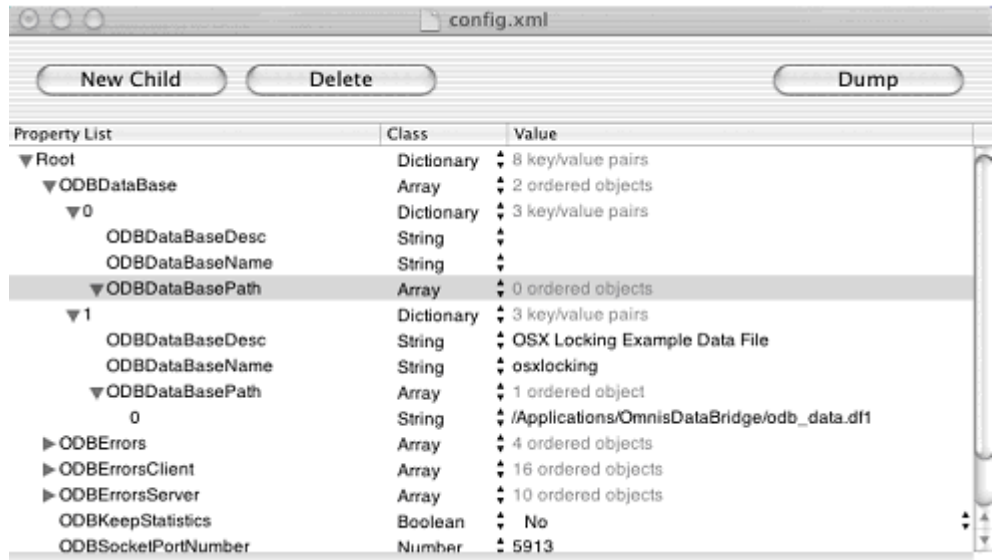 config.xml
New Child Delete Dump
Property List Class Value
Root Dictionary 8 key/value pairs
ODBDataBase Array 2 ordered objects
0 Dictionary 3 key/value pairs
ODBDataBaseDesc String
ODBDataBaseName String
ODBDataBasePath Array 0 ordered objects
1 Dictionary 3 key/value pairs
ODBDataBaseDesc String OSX Locking Example Data File
ODBDataBaseName String osxlocking
ODBDataBasePath Array 1 ordered object
0 String /Applications/OmnisDataBridge/odb_data.df1
ODBErrors Array 4 ordered objects
ODBErrorsClient Array 16 ordered objects
ODBErrorsServer Array 10 ordered objects
ODBKeepStatistics Boolean No
ODBSocketPortNumber Number 5913